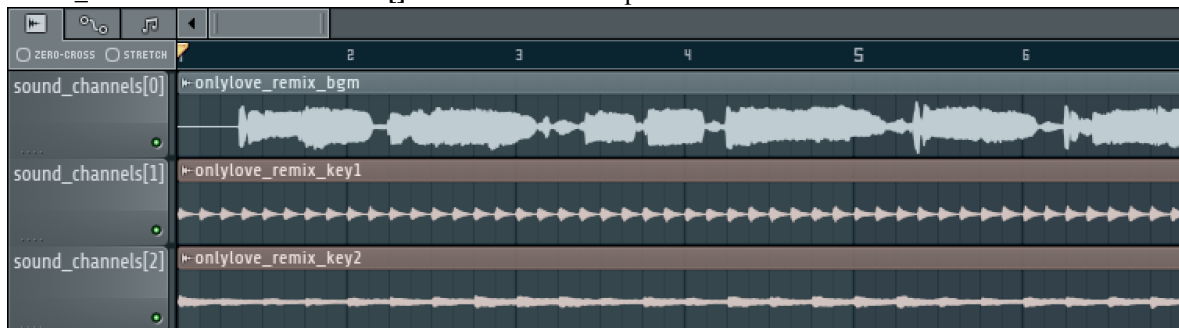 ZERO-CROSS STRETCH
2 3 4 5 6
sound_channels[0] onlylove_remix_bgm
sound_channels[1] onlylove_remix_key1
sound_channels[2] onlylove_remix_key2